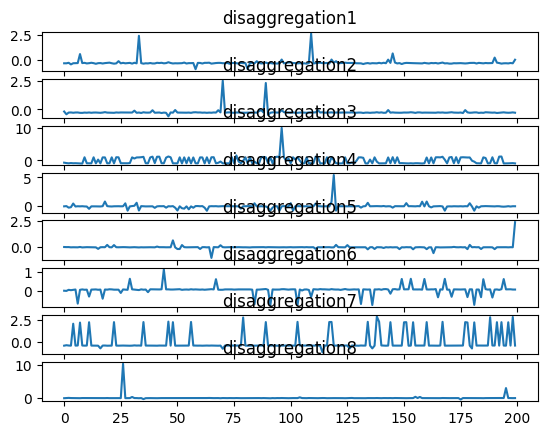 disaggregation1
2.5
0.0
disaggregation2
2.5
0.0
disaggregation3
10
0
disaggregation4
5
0
disaggregation5
2.5
0.0
disaggregation6
1
0
disaggregation7
2.5
0.0
disaggregation8
10
0
0 25 50 75 100 125 150 175 200